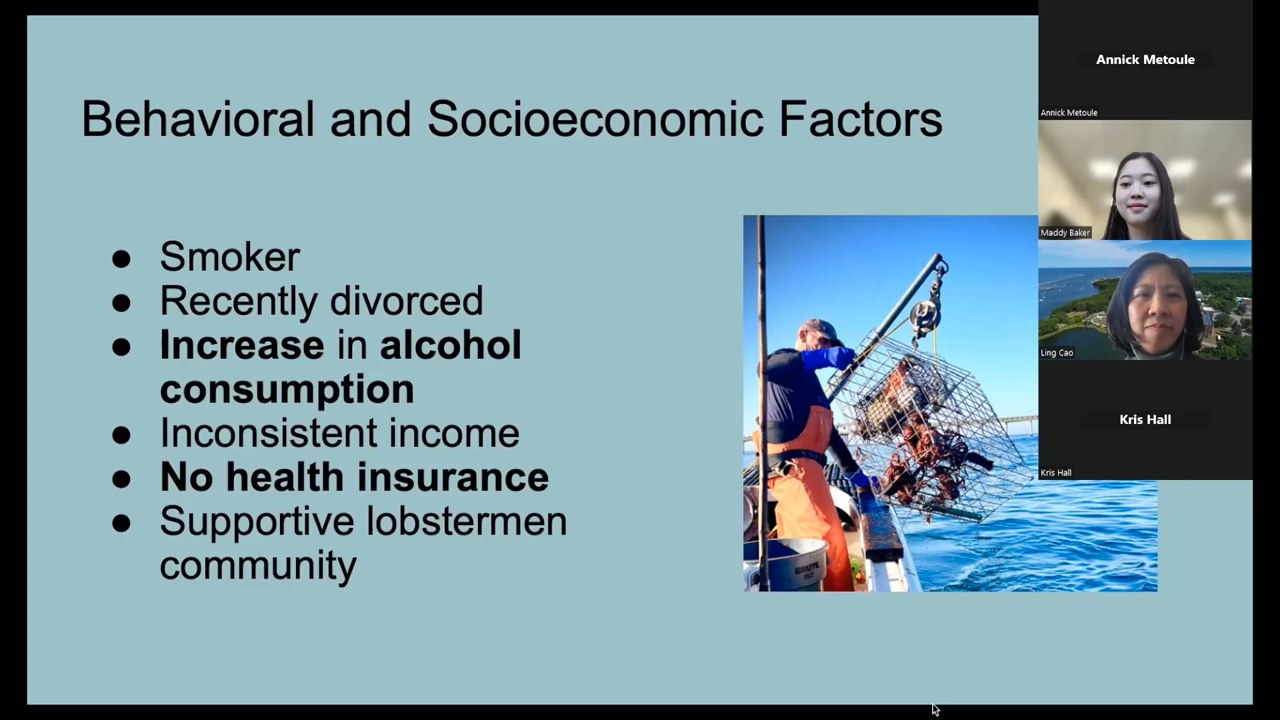 Behavioral and Socioeconomic Factors
● Smoker
● Recently divorced
● Increase in alcohol
consumption
● Inconsistent income
● No health insurance
● Supportive lobstermen
community
BRUTE
Annick Metoule
Annick Metoule
Maddy Baker
Ling Cao
Kris Hall
Kris Hall